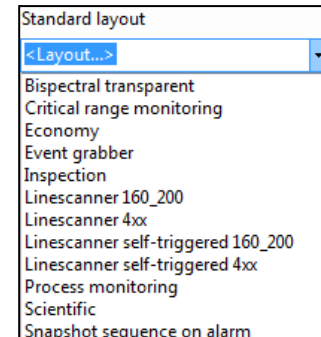 Standard layout
<Layout...>
Bispectral transparent
Critical range monitoring
Economy
Event grabber
Inspection
Linescanner 160_200
Linescanner 4xx
Linescanner self-triggered 160_200
Linescanner self-triggered 4xx
Process monitoring
Scientific
Snapshot sequence on alarm